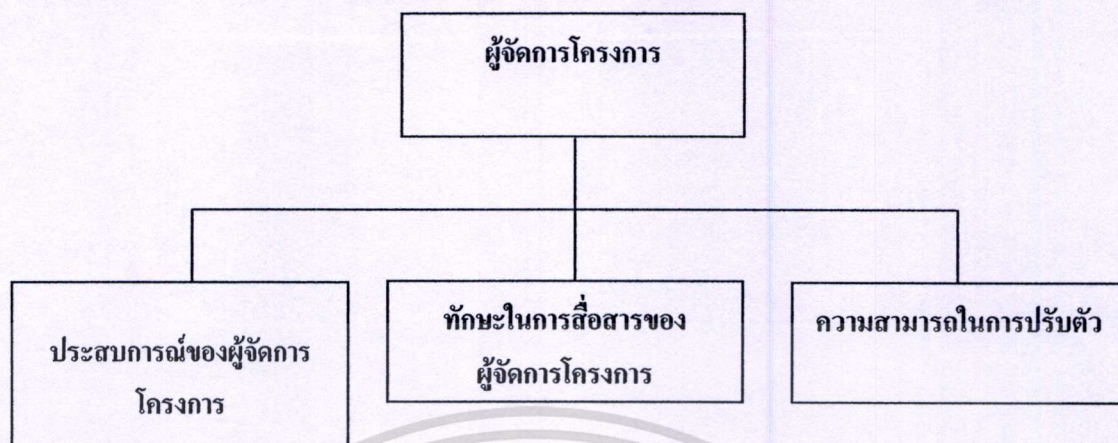 ผู้จัดการโครงการ
ประสบการณ์ของผู้จัดการ
โครงการ
ทักษะในการสื่อสารของ
ผู้จัดการโครงการ
ความสามารถในการปรับตัว